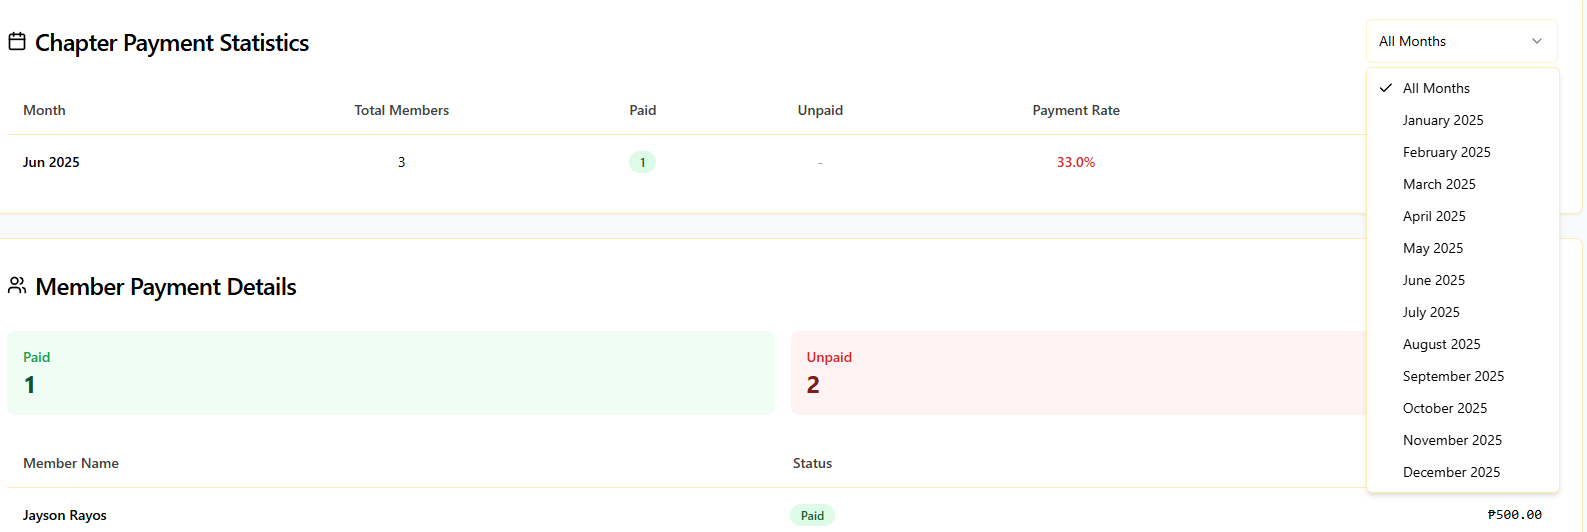 Chapter Payment Statistics
All Months
Month Total Members Paid Unpaid Payment Rate
Jun 2025 3 1 - 33.0%
All Months
January 2025
February 2025
March 2025
April 2025
May 2025
June 2025
July 2025
August 2025
September 2025
October 2025
November 2025
December 2025
Member Payment Details
Paid
1
Unpaid
2
Member Name Status
Jayson Rayos Paid ₱500.00